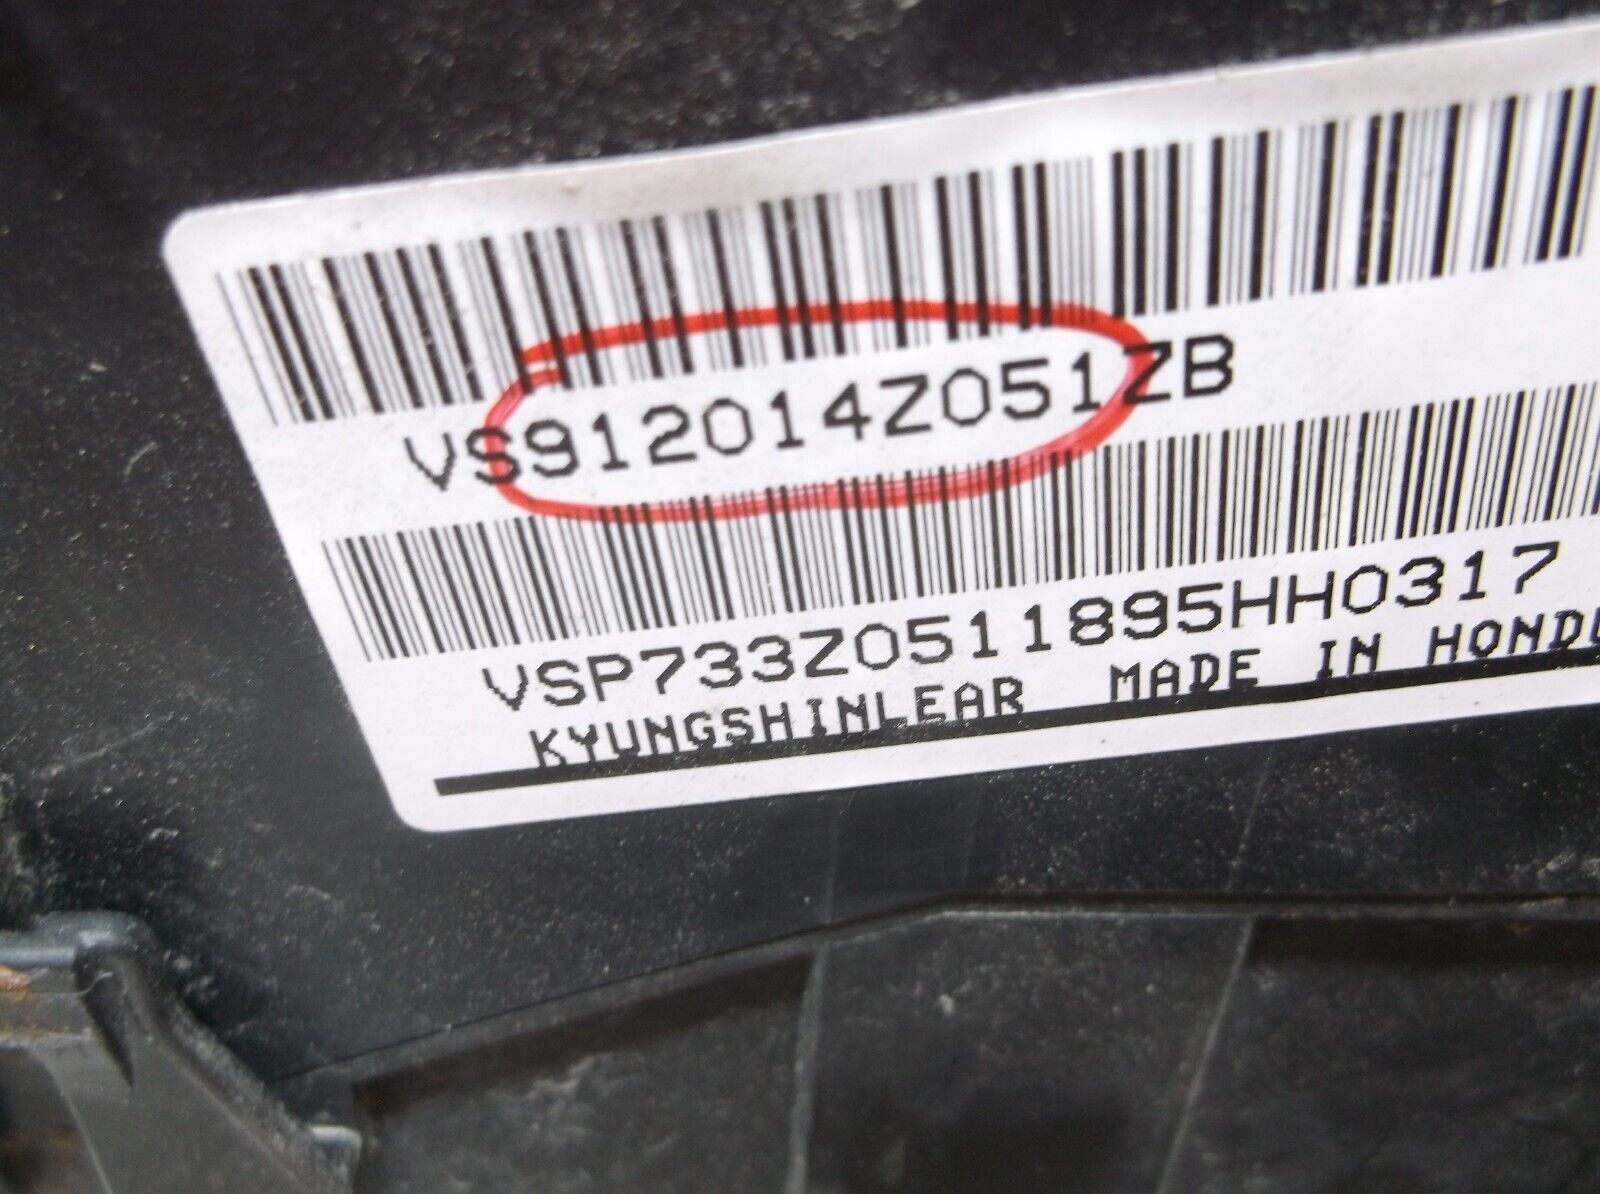 VS912014Z051ZB
VSP733Z0511895HH0317
KYUNGSHINLEAR MADE IN